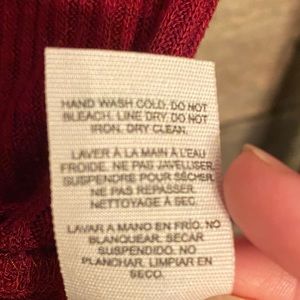 HAND WASH COLD. DO NOT
BLEACH. LINE DRY. DO NOT
IRON. DRY CLEAN.
LAVER À LA MAIN À L'EAU
FROIDE. NE PAS JAVELLISER.
SUSPENDRE POUR SÉCHER.
NE PAS REPASSER.
NETTOYAGE À SEC.
LAVAR A MANO EN FRÍO. NO
BLANQUEAR. SECAR
SUSPENDIDO. NO
PLANCHAR. LIMPIAR EN
SECO.